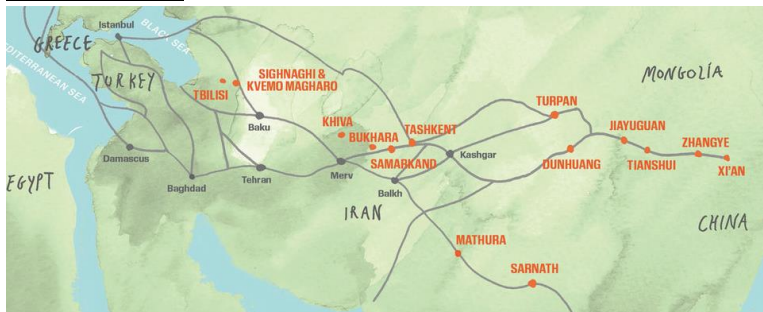 Istanbul
BLACK SEA
GREECE
MEDITERRANEAN SEA
TURKEY
MONGOLIA
SIGHNAGHI &
KVEMO MAGHARO
TBILISI
TURPAN
KHIVA
Baku
BUKHARA
TASHKENT
JIAYUGUAN
ZHANGYE
Damascus
SAMARKAND
Kashgar
DUNHUANG
TIANSHUI
XI'AN
EGYPT
Baghdad
Tehran
Merv
Balkh
IRAN
CHINA
MATHURA
SARNATH